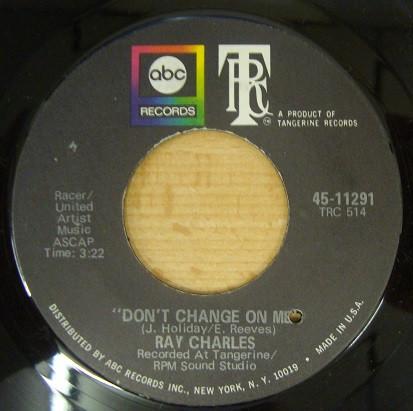 abc
RECORDS
TRC
A PRODUCT OF
TANGERINE RECORDS
Racer/
United
Artist
Music
ASCAP
Time: 3:22
45-11291
TRC 514
"DON'T CHANGE ON ME
(J. Holiday/E. Reeves)
RAY CHARLES
Recorded At Tangerine/
RPM Sound Studio
DISTRIBUTED BY ABC RECORDS INC., NEW YORK, N. Y. 10019 • MADE IN U.S.A.